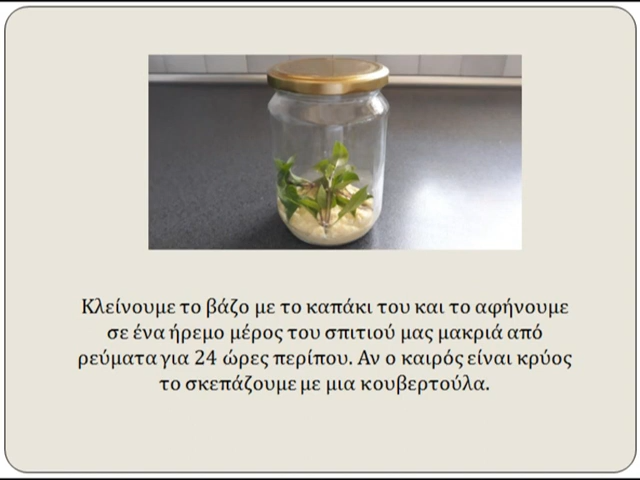 Κλείνουμε το βάζο με το καπάκι του και το αφήνουμε
σε ένα ήρεμο μέρος του σπιτιού μας μακριά από
ρεύματα για 24 ώρες περίπου. Αν ο καιρός είναι κρύος
το σκεπάζουμε με μια κουβερτούλα.